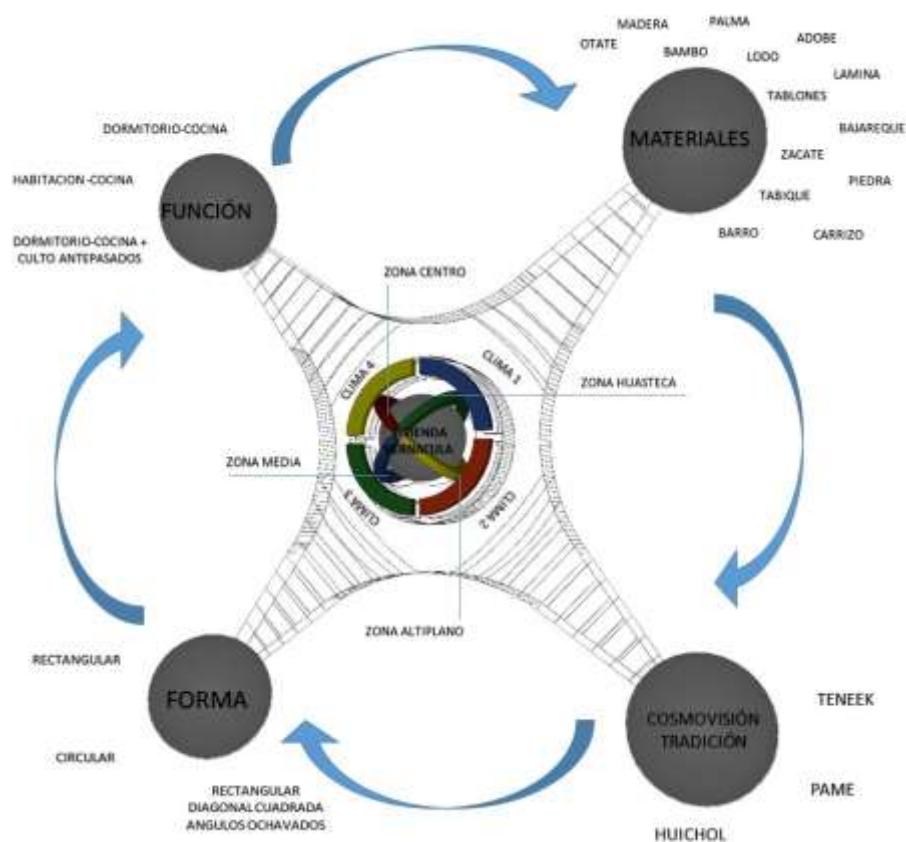 MADERA
PALMA
OTATE
BAMBO
LODO
ADOBE
LAMINA
TABLONES
BAJAREQUE
MATERIALES
ZACATE
PIEDRA
TABIQUE
BARRO
CARRIZO
DORMITORIO-COCINA
HABITACION -COCINA
FUNCIÓN
DORMITORIO-COCINA +
CULTO ANTEPASADOS
ZONA CENTRO
CLIMA 4
CLIMA 1
ZONA HUASTECA
ZONA MEDIA
CLIMA 3
CLIMA 2
ZONA ALTIPLANO
RECTANGULAR
FORMA
CIRCULAR
RECTANGULAR
DIAGONAL CUADRADA
ANGULOS OCHAVADOS
COSMOVISIÓN
TRADICIÓN
TENEEK
PAME
HUICHOL